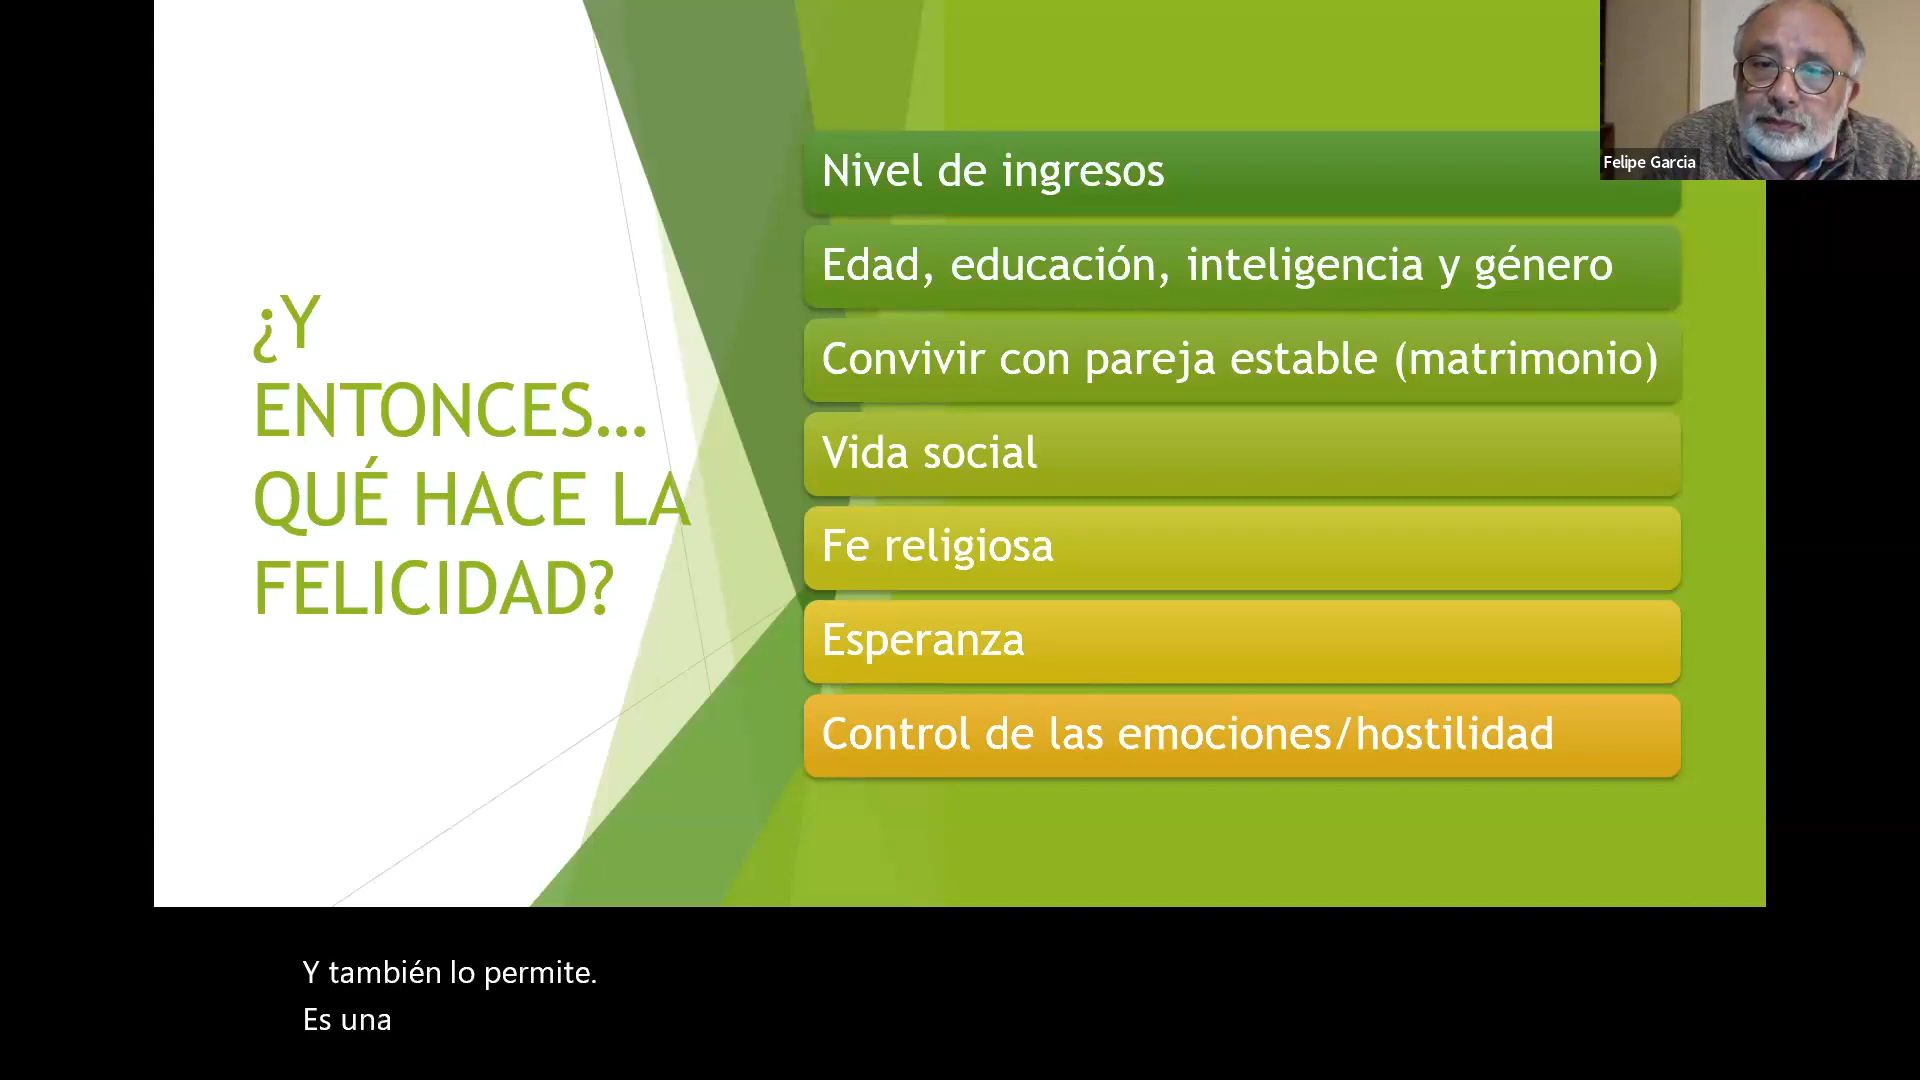 ¿Y
ENTONCES...
QUÉ HACE LA
FELICIDAD?
Nivel de ingresos
Edad, educación, inteligencia y género
Convivir con pareja estable (matrimonio)
Vida social
Fe religiosa
Esperanza
Control de las emociones/hostilidad
Felipe Garcia
Y también lo permite.
Es una